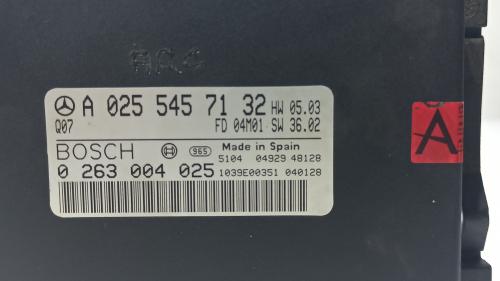 A 025 545 71 32 HW 05.03
Q07 FD 04M01 SW 36.02
BOSCH 965 Made in Spain
5104 04929 48128
0 263 004 025 1039E00351 040128
A